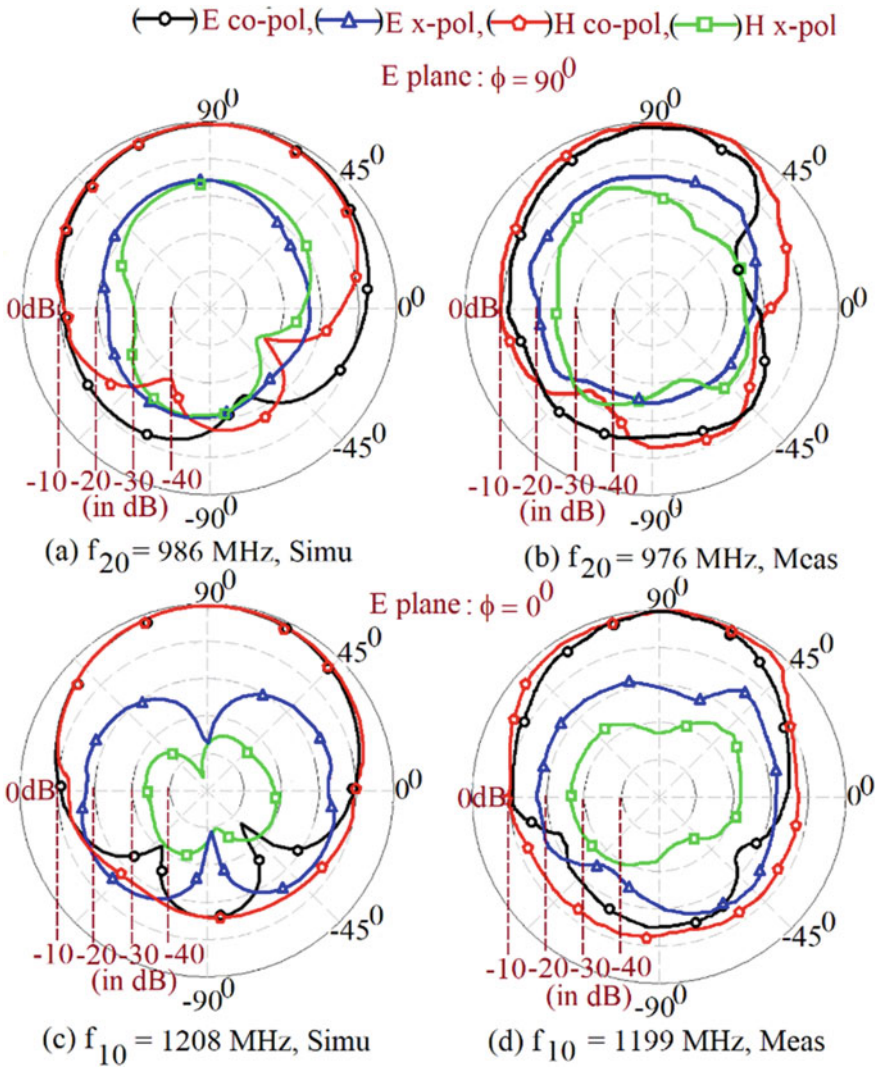 (—)E co-pol,(—)E x-pol,(—)H co-pol,(—)H x-pol
E plane : ϕ = 90⁰
90⁰
90⁰
45⁰
45⁰
0dB
0⁰
0⁰
-10 -20 -30 -40
(in dB)
-45⁰
-90⁰
-10 -20 -30 -40
(in dB)
-45⁰
-90⁰
(a) f20 = 986 MHz, Simu
(b) f20 = 976 MHz, Meas
E plane : ϕ = 0⁰
90⁰
90⁰
45⁰
45⁰
0dB
0⁰
0dB
0⁰
-10 -20 -30 -40
(in dB)
-45⁰
-90⁰
-10 -20 -30 -40
(in dB)
-45⁰
-90⁰
(c) f10 = 1208 MHz, Simu
(d) f10 = 1199 MHz, Meas